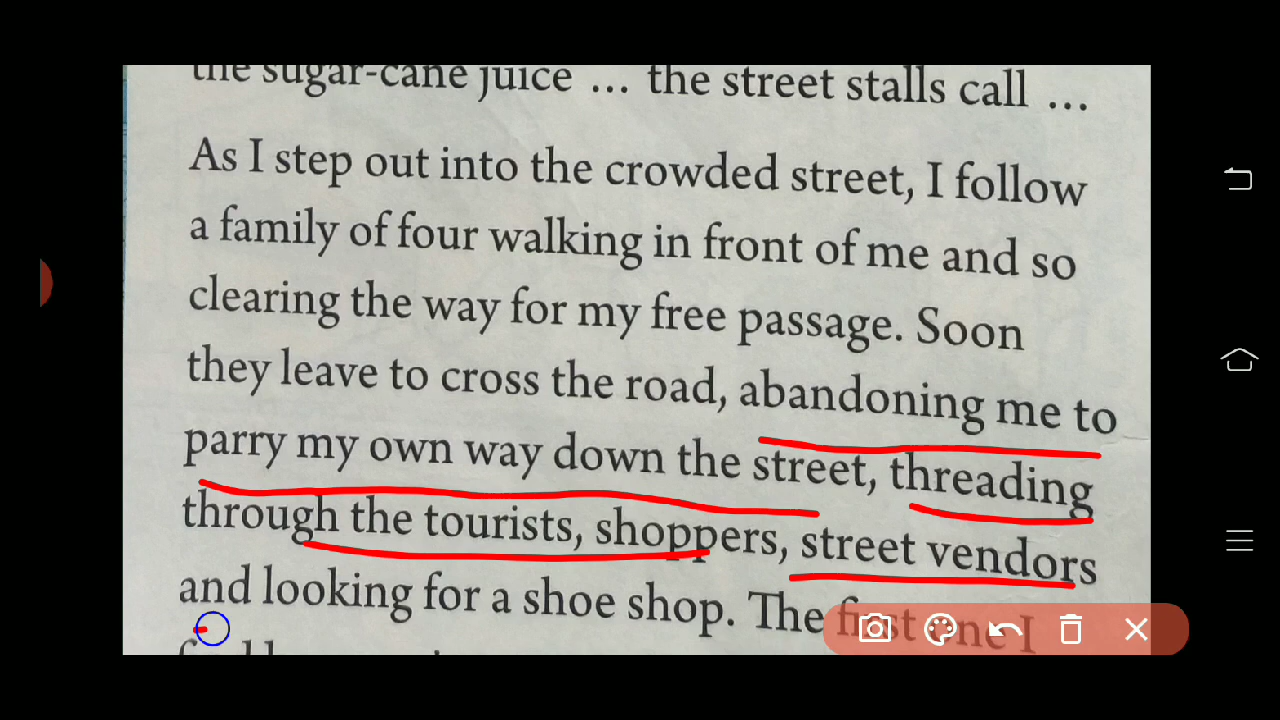 the sugar-cane juice ... the street stalls call ...
As I step out into the crowded street, I follow
a family of four walking in front of me and so
clearing the way for my free passage. Soon
they leave to cross the road, abandoning me to
parry my own way down the street, threading
through the tourists, shoppers, street vendors
and looking for a shoe shop. The first one I